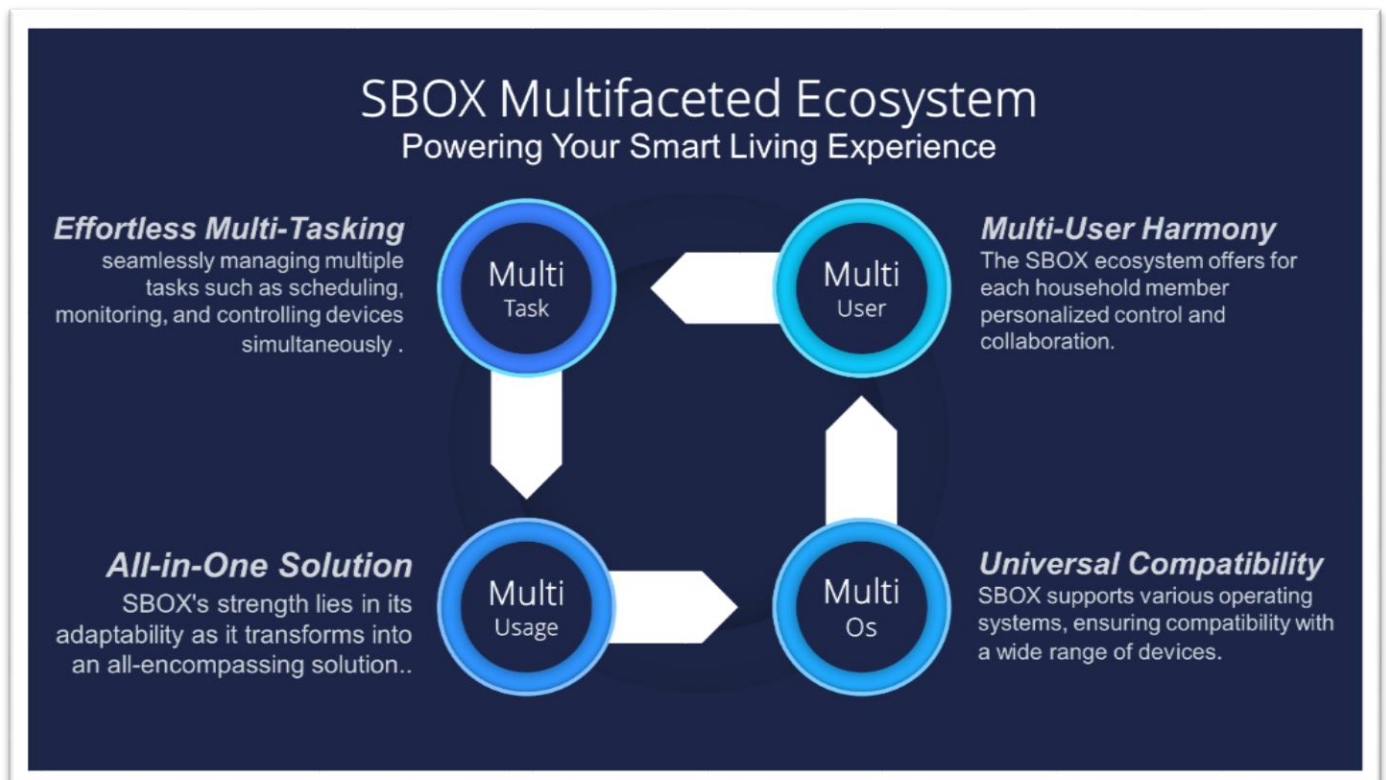 SBOX Multifaceted Ecosystem
Powering Your Smart Living Experience
Effortless Multi-Tasking
seamlessly managing multiple
tasks such as scheduling,
monitoring, and controlling devices
simultaneously .
Multi
Task
Multi
User
Multi-User Harmony
The SBOX ecosystem offers for
each household member
personalized control and
collaboration.
All-in-One Solution
SBOX's strength lies in its
adaptability as it transforms into
an all-encompassing solution..
Multi
Usage
Multi
Os
Universal Compatibility
SBOX supports various operating
systems, ensuring compatibility with
a wide range of devices.